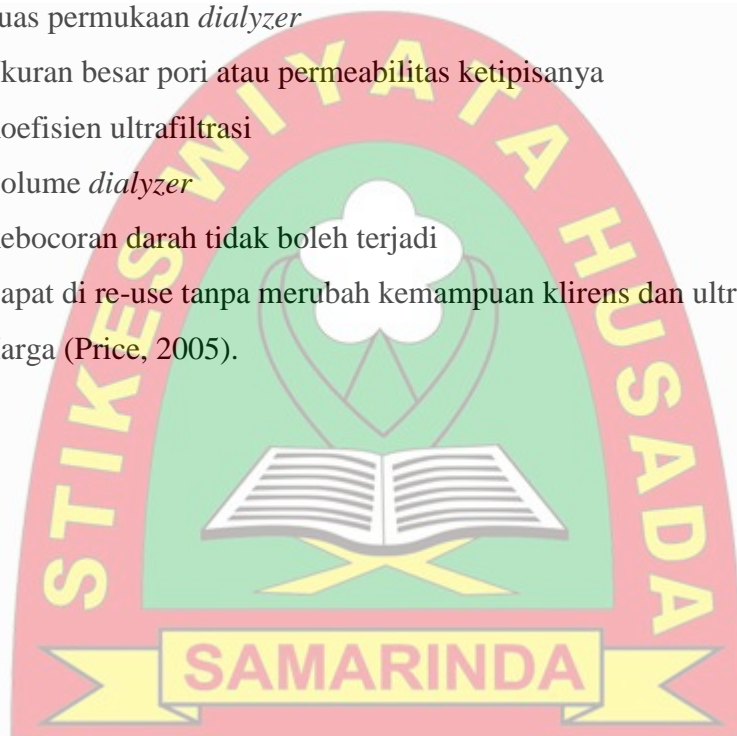 uas permukaan dialyzer
kuran besar pori atau permeabilitas ketipisanya
oefisien ultrafiltrasi
olume dialyzer
ebocoran darah tidak boleh terjadi
apat di re-use tanpa merubah kemampuan klirens dan ultr
arga (Price, 2005).
STIKES WIYATA HUSADA
SAMARINDA